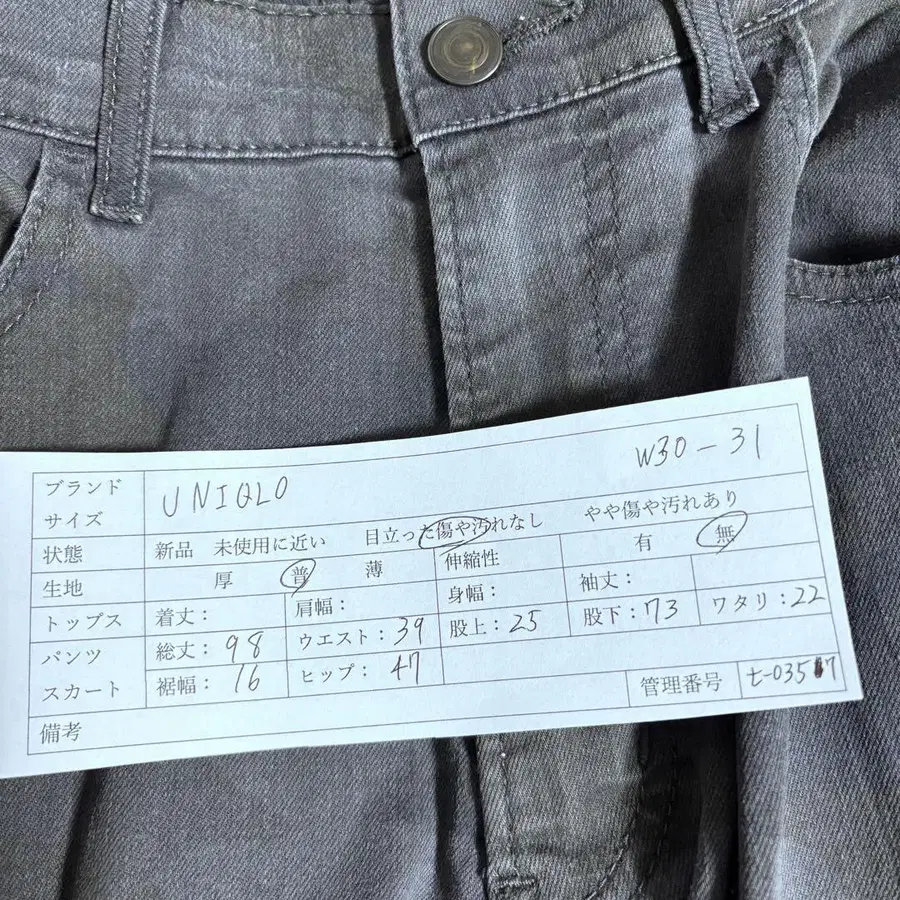 ブランド UNIQLO
サイズ W30-31
状態 新品 未使用に近い 目立った傷や汚れなし やや傷や汚れあり
生地 厚 普 薄 伸縮性 有 無
トップス 着丈: 肩幅: 身幅: 袖丈:
パンツ 総丈:98 ウエスト:39 股上:25 股下:73 ワタリ:22
スカート 裾幅:16 ヒップ:47
備考 管理番号